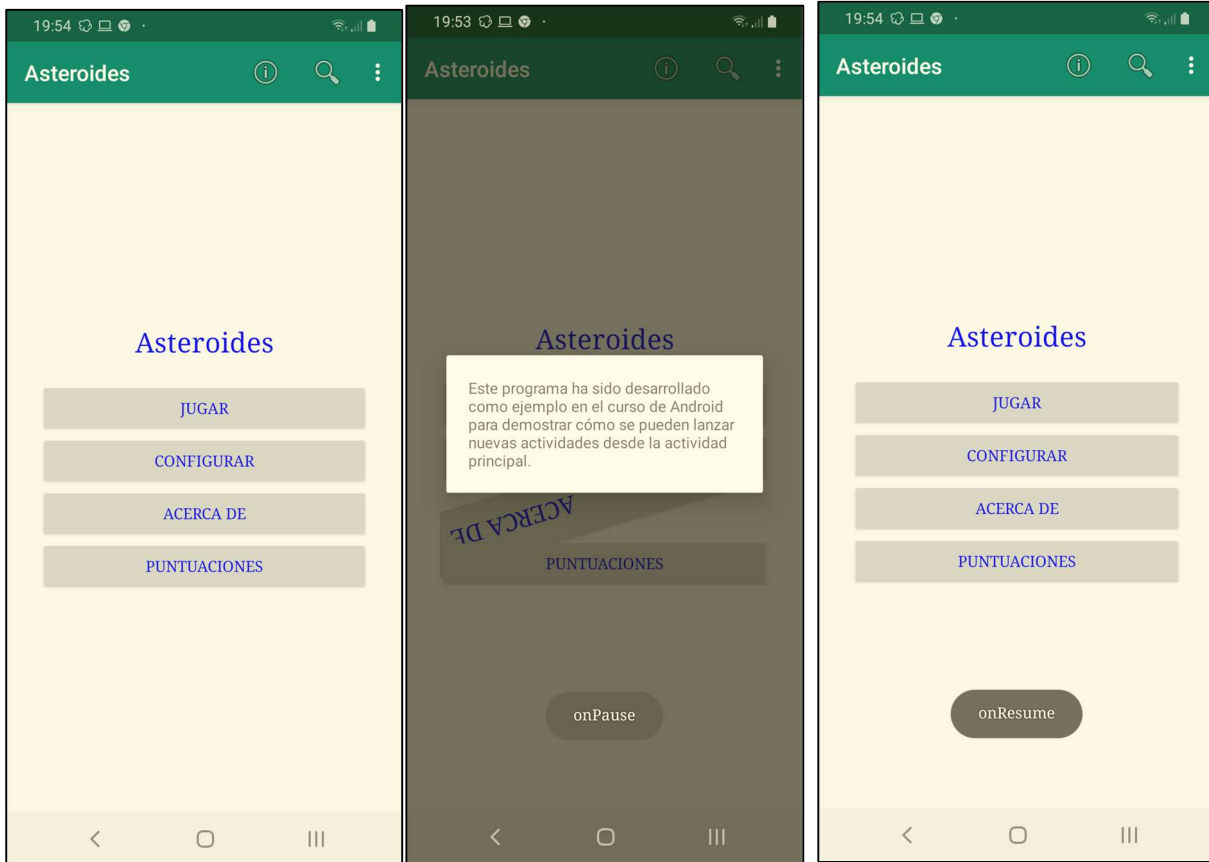 19:54
Asteroides
Asteroides
JUGAR
CONFIGURAR
ACERCA DE
PUNTUACIONES
19:53
Asteroides
Asteroides
Este programa ha sido desarrollado
como ejemplo en el curso de Android
para demostrar cómo se pueden lanzar
nuevas actividades desde la actividad
principal.
ACERCA DE
PUNTUACIONES
onPause
19:54
Asteroides
Asteroides
JUGAR
CONFIGURAR
ACERCA DE
PUNTUACIONES
onResume